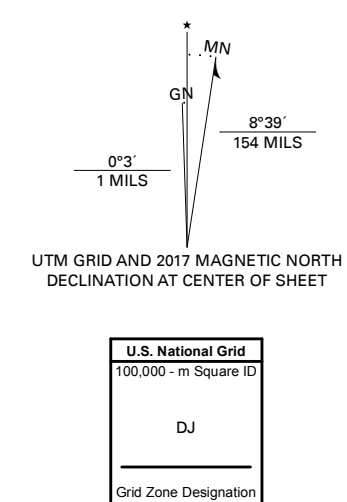 ★
MN
GN
8°39´
154 MILS
0°3´
1 MILS
UTM GRID AND 2017 MAGNETIC NORTH
DECLINATION AT CENTER OF SHEET
U.S. National Grid
100,000 - m Square ID
DJ
Grid Zone Designation